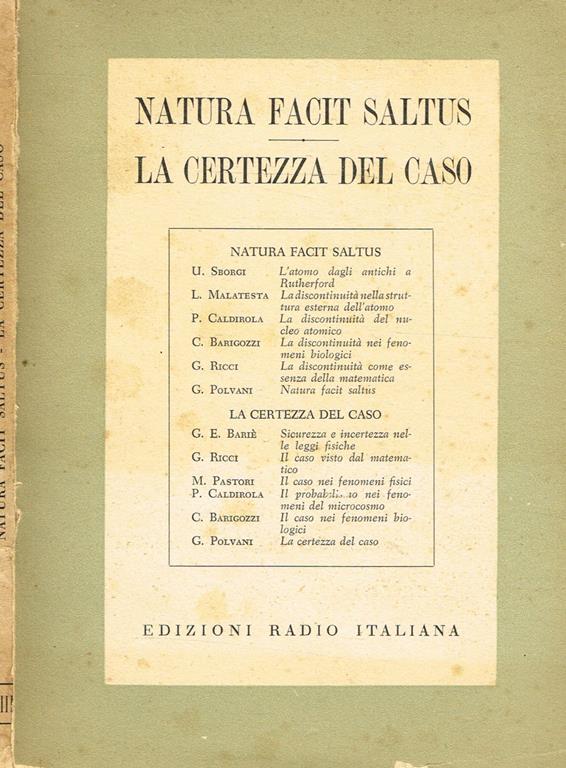 NATURA FACIT SALTUS
LA CERTEZZA DEL CASO
NATURA FACIT SALTUS
U. SBORGI L'atomo dagli antichi a
Rutherford
L. MALATESTA La discontinuità nella strut-
tura esterna dell'atomo
P. CALDIROLA La discontinuità del nu-
cleo atomico
C. BARIGOZZI La discontinuità nei feno-
meni biologici
G. RICCI La discontinuità come es-
senza della matematica
G. POLVANI Natura facit saltus
LA CERTEZZA DEL CASO
G. E. BARIÈ Sicurezza e incertezza nel-
le leggi fisiche
G. RICCI Il caso visto dal matema-
tico
M. PASTORI Il caso nei fenomeni fisici
P. CALDIROLA Il nei feno-
meni del microcosmo
C. BARIGOZZI Il caso nei fenomeni bio-
logici
G. POLVANI La certezza del caso
EDIZIONI RADIO ITALIANA
NATURA FACIT SALTUS - LA CERTEZZA DEL CASO